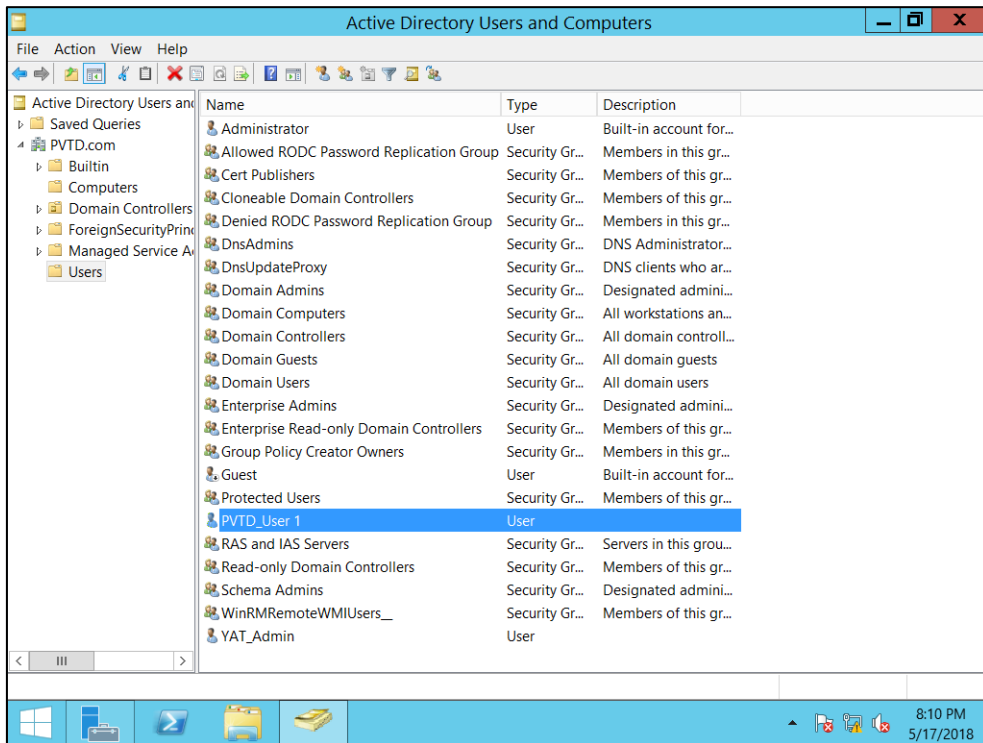 Active Directory Users and Computers
File Action View Help
Active Directory Users and
Saved Queries
PVTD.com
Builtin
Computers
Domain Controllers
ForeignSecurityPrin
Managed Service A
Users
Name Type Description
Administrator User Built-in account for...
Allowed RODC Password Replication Group Security Gr... Members in this gr...
Cert Publishers Security Gr... Members of this gr...
Cloneable Domain Controllers Security Gr... Members of this gr...
Denied RODC Password Replication Group Security Gr... Members in this gr...
DnsAdmins Security Gr... DNS Administrator...
DnsUpdateProxy Security Gr... DNS clients who ar...
Domain Admins Security Gr... Designated admini...
Domain Computers Security Gr... All workstations an...
Domain Controllers Security Gr... All domain controll...
Domain Guests Security Gr... All domain guests
Domain Users Security Gr... All domain users
Enterprise Admins Security Gr... Designated admini...
Enterprise Read-only Domain Controllers Security Gr... Members of this gr...
Group Policy Creator Owners Security Gr... Members in this gr...
Guest User Built-in account for...
Protected Users Security Gr... Members of this gr...
PVTD_User 1 User
RAS and IAS Servers Security Gr... Servers in this grou...
Read-only Domain Controllers Security Gr... Members of this gr...
Schema Admins Security Gr... Designated admini...
WinRMRemoteWMIUsers__ Security Gr... Members of this gr...
YAT_Admin User
8:10 PM
5/17/2018